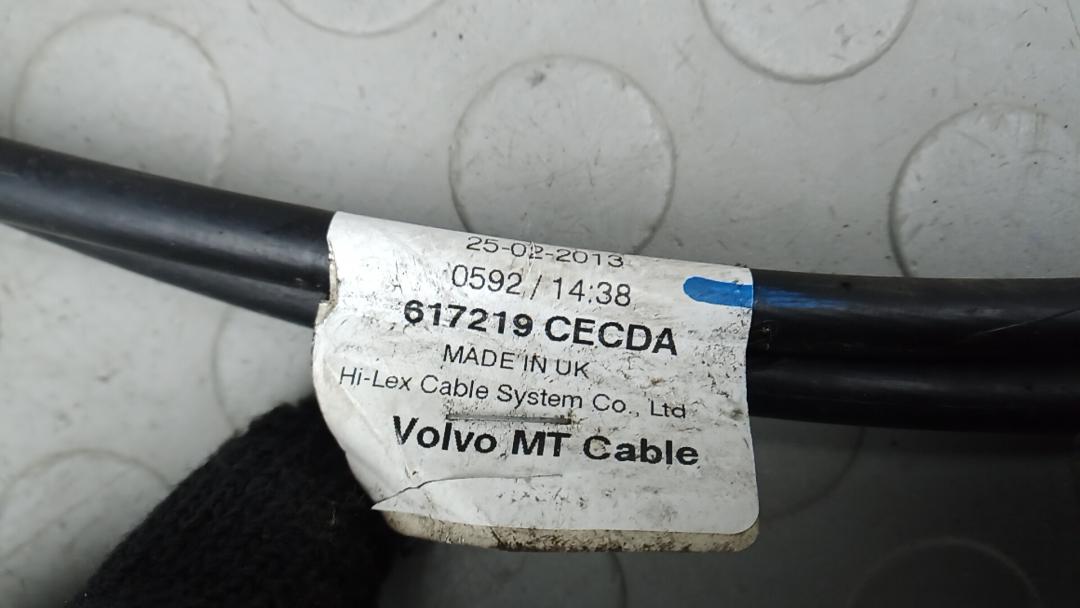 25-02-2013
0592 / 14:38
617219 CECDA
MADE IN UK
Hi-Lex Cable System Co., Ltd
Volvo MT Cable